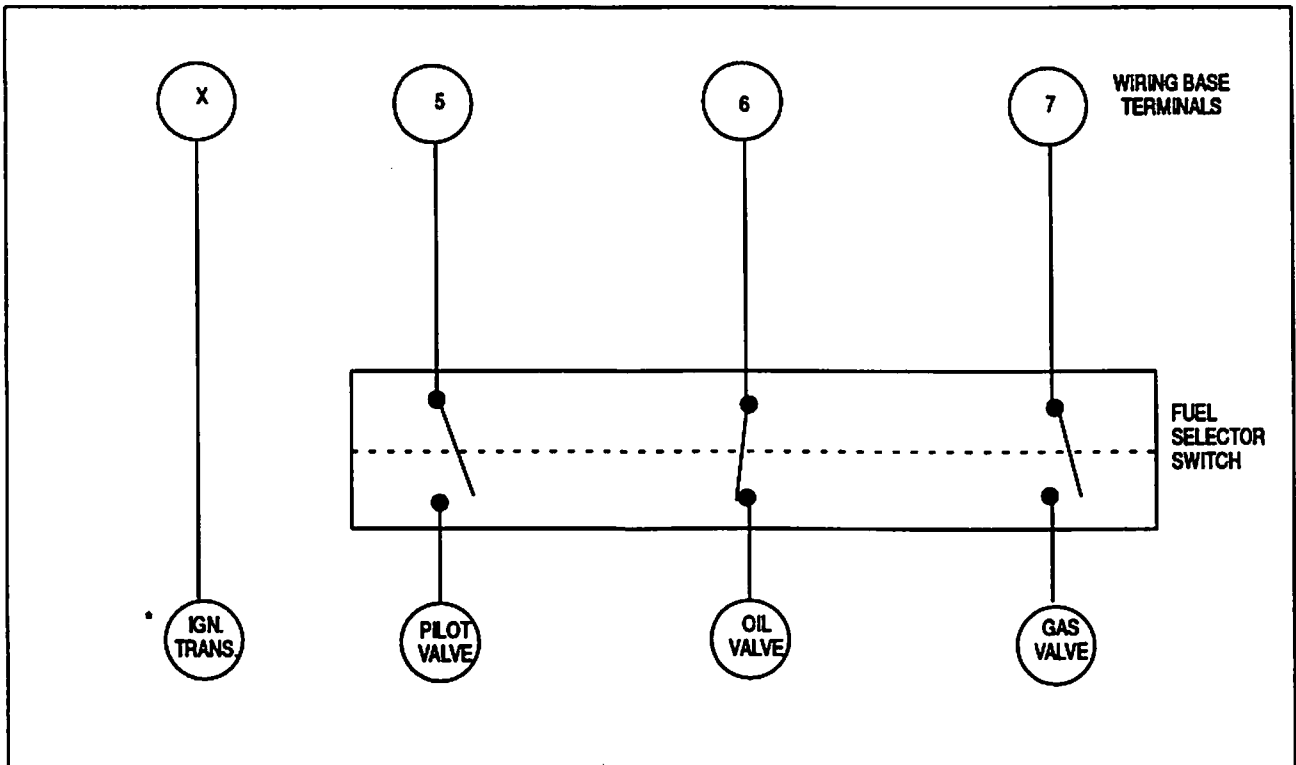 X
5
6
7
WIRING BASE
TERMINALS
FUEL
SELECTOR
SWITCH
* IGN.
TRANS.
PILOT
VALVE
OIL
VALVE
GAS
VALVE